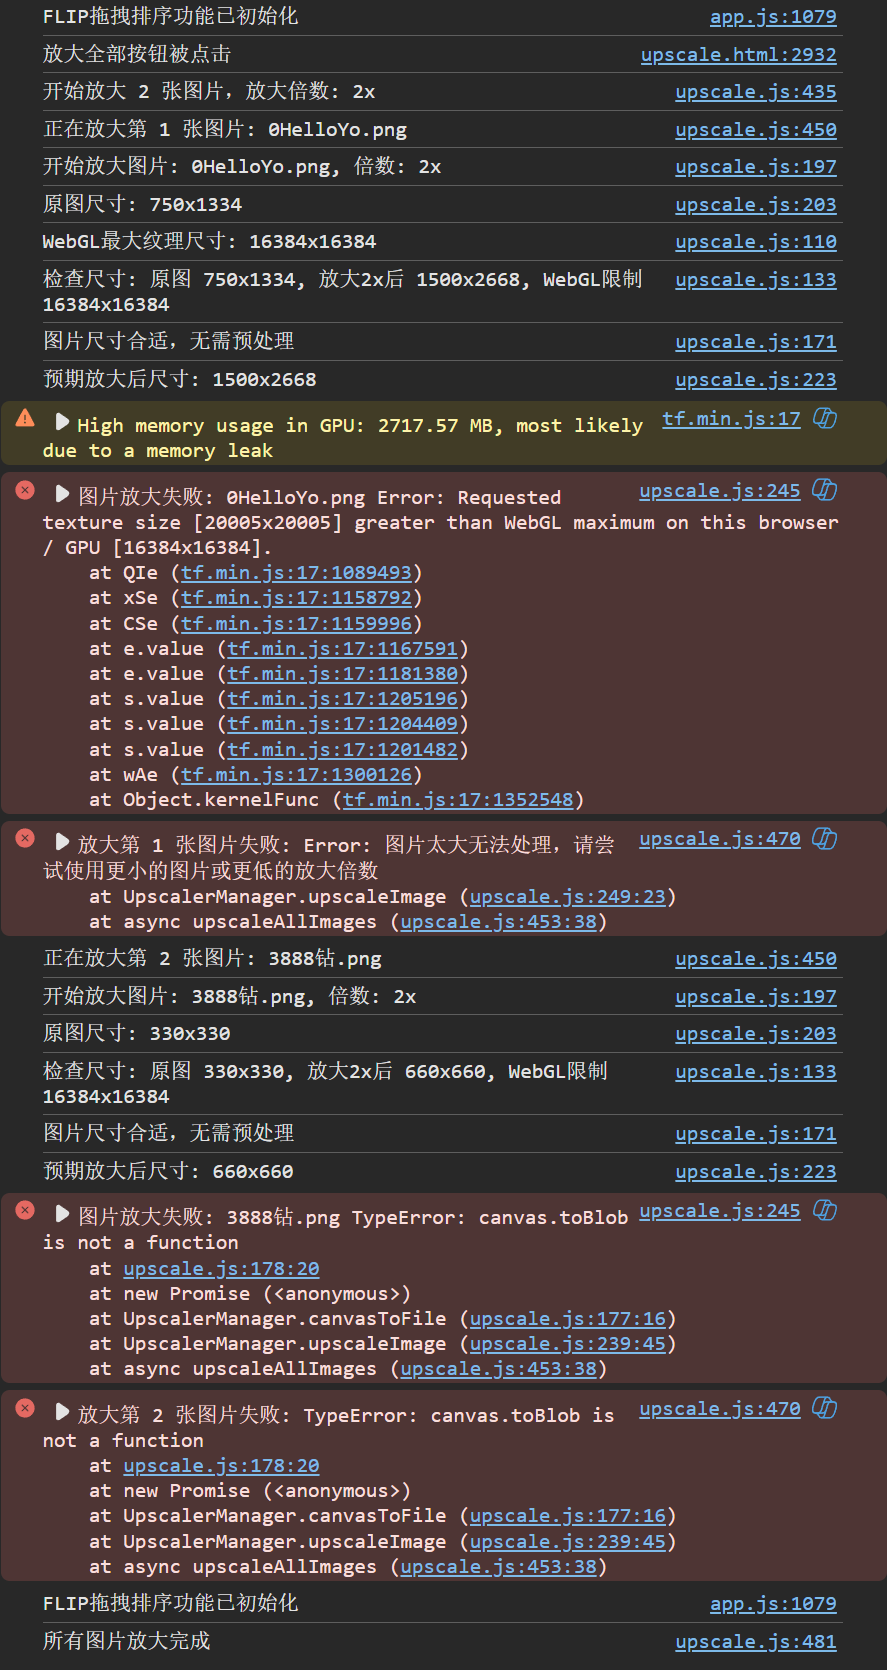 FLIP拖拽排序功能已初始化 app.js:1079
放大全部按钮被点击 upscale.html:2932
开始放大 2 张图片，放大倍数: 2x upscale.js:435
正在放大第 1 张图片: 0HelloYo.png upscale.js:450
开始放大图片: 0HelloYo.png, 倍数: 2x upscale.js:197
原图尺寸: 750x1334 upscale.js:203
WebGL最大纹理尺寸: 16384x16384 upscale.js:110
检查尺寸: 原图 750x1334, 放大2x后 1500x2668, WebGL限制 upscale.js:133
16384x16384
图片尺寸合适，无需预处理 upscale.js:171
预期放大后尺寸: 1500x2668 upscale.js:223
High memory usage in GPU: 2717.57 MB, most likely tf.min.js:17
due to a memory leak
图片放大失败: 0HelloYo.png Error: Requested upscale.js:245
texture size [20005x20005] greater than WebGL maximum on this browser
/ GPU [16384x16384].
at QIe (tf.min.js:17:1089493)
at xSe (tf.min.js:17:1158792)
at CSe (tf.min.js:17:1159996)
at e.value (tf.min.js:17:1167591)
at e.value (tf.min.js:17:1181380)
at s.value (tf.min.js:17:1205196)
at s.value (tf.min.js:17:1204409)
at s.value (tf.min.js:17:1201482)
at wAe (tf.min.js:17:1300126)
at Object.kernelFunc (tf.min.js:17:1352548)
放大第 1 张图片失败: Error: 图片太大无法处理，请尝 upscale.js:470
试使用更小的图片或更低的放大倍数
at UpscalerManager.upscaleImage (upscale.js:249:23)
at async upscaleAllImages (upscale.js:453:38)
正在放大第 2 张图片: 3888钻.png upscale.js:450
开始放大图片: 3888钻.png, 倍数: 2x upscale.js:197
原图尺寸: 330x330 upscale.js:203
检查尺寸: 原图 330x330, 放大2x后 660x660, WebGL限制 upscale.js:133
16384x16384
图片尺寸合适，无需预处理 upscale.js:171
预期放大后尺寸: 660x660 upscale.js:223
图片放大失败: 3888钻.png TypeError: canvas.toBlob upscale.js:245
is not a function
at upscale.js:178:20
at new Promise (<anonymous>)
at UpscalerManager.canvasToFile (upscale.js:177:16)
at UpscalerManager.upscaleImage (upscale.js:239:45)
at async upscaleAllImages (upscale.js:453:38)
放大第 2 张图片失败: TypeError: canvas.toBlob is upscale.js:470
not a function
at upscale.js:178:20
at new Promise (<anonymous>)
at UpscalerManager.canvasToFile (upscale.js:177:16)
at UpscalerManager.upscaleImage (upscale.js:239:45)
at async upscaleAllImages (upscale.js:453:38)
FLIP拖拽排序功能已初始化 app.js:1079
所有图片放大完成 upscale.js:481